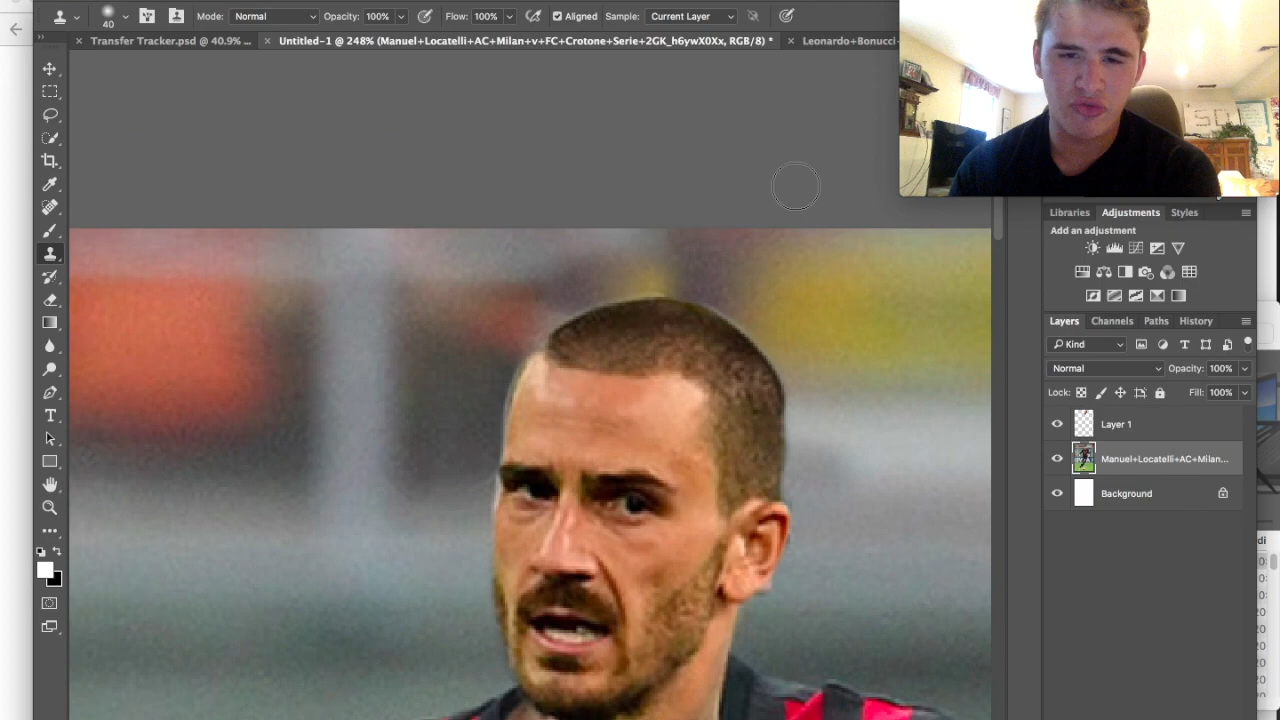 40 Mode: Normal Opacity: 100% Flow: 100% Aligned Sample: Current Layer
Transfer Tracker.psd @ 40.9% ... Untitled-1 @ 248% (Manuel+Locatelli+AC+Milan+v+FC+Crotone+Serie+2GK_h6ywX0Xx, RGB/8) * Leonardo+Bonucci-
Libraries Adjustments Styles
Add an adjustment
Layers Channels Paths History
Kind
Normal Opacity: 100%
Lock: Fill: 100%
Layer 1
Manuel+Locatelli+AC+Milan...
Background